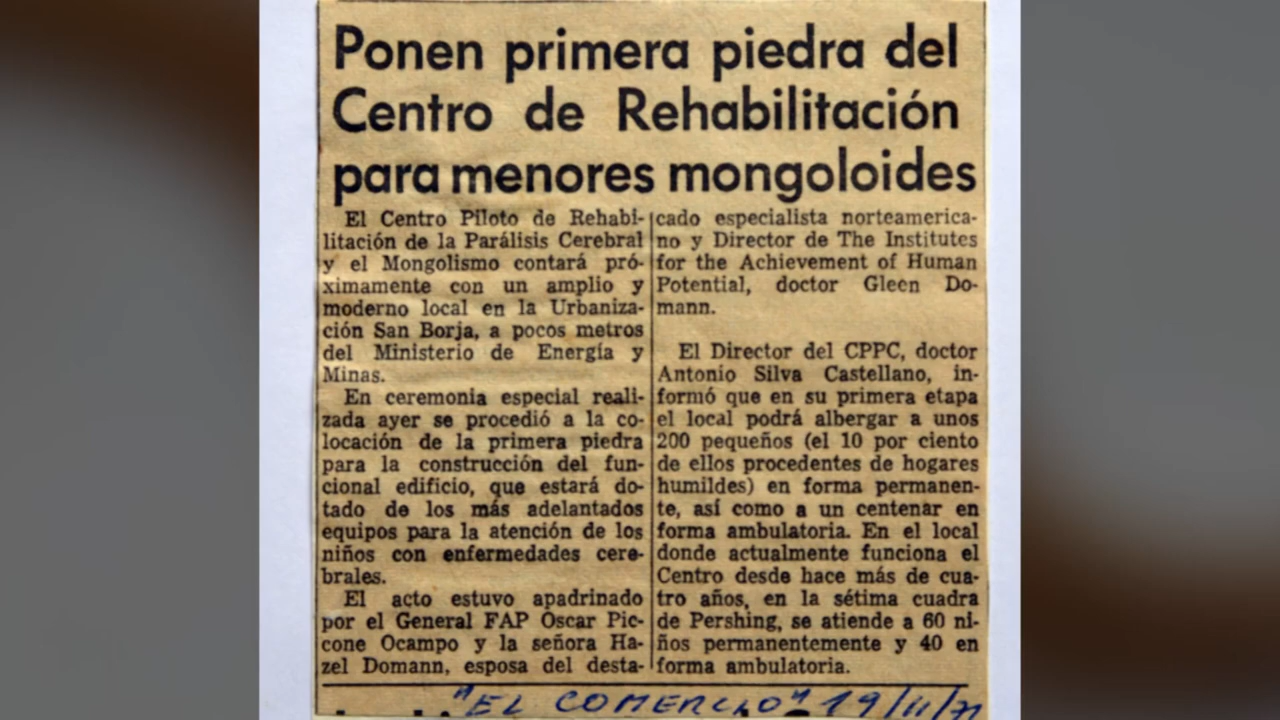 Ponen primera piedra del
Centro de Rehabilitación
para menores mongoloides
El Centro Piloto de Rehabi-
litación de la Parálisis Cerebral
y el Mongolismo contará pró-
ximamente con un amplio y
moderno local en la Urbaniza-
ción San Borja, a pocos metros
del Ministerio de Energía y
Minas.
En ceremonia especial reali-
zada ayer se procedió a la co-
locación de la primera piedra
para la construcción del fun-
cional edificio, que estará do-
tado de los más adelantados
equipos para la atención de los
niños con enfermedades cere-
brales.
El acto estuvo apadrinado
por el General FAP Oscar Pic-
cone Ocampo y la señora Ha-
zel Domann, esposa del desta-
cado especialista norteamerica-
no y Director de The Institutes
for the Achievement of Human
Potential, doctor Gleen Do-
mann.
El Director del CPPC, doctor
Antonio Silva Castellano, in-
formó que en su primera etapa
el local podrá albergar a unos
200 pequeños (el 10 por ciento
de ellos procedentes de hogares
humildes) en forma permanen-
te, así como a un centenar en
forma ambulatoria. En el local
donde actualmente funciona el
Centro desde hace más de cua-
tro años, en la sétima cuadra
de Pershing, se atiende a 60 ni-
ños permanentemente y 40 en
forma ambulatoria.
"EL COMERCIO" 19/11/71